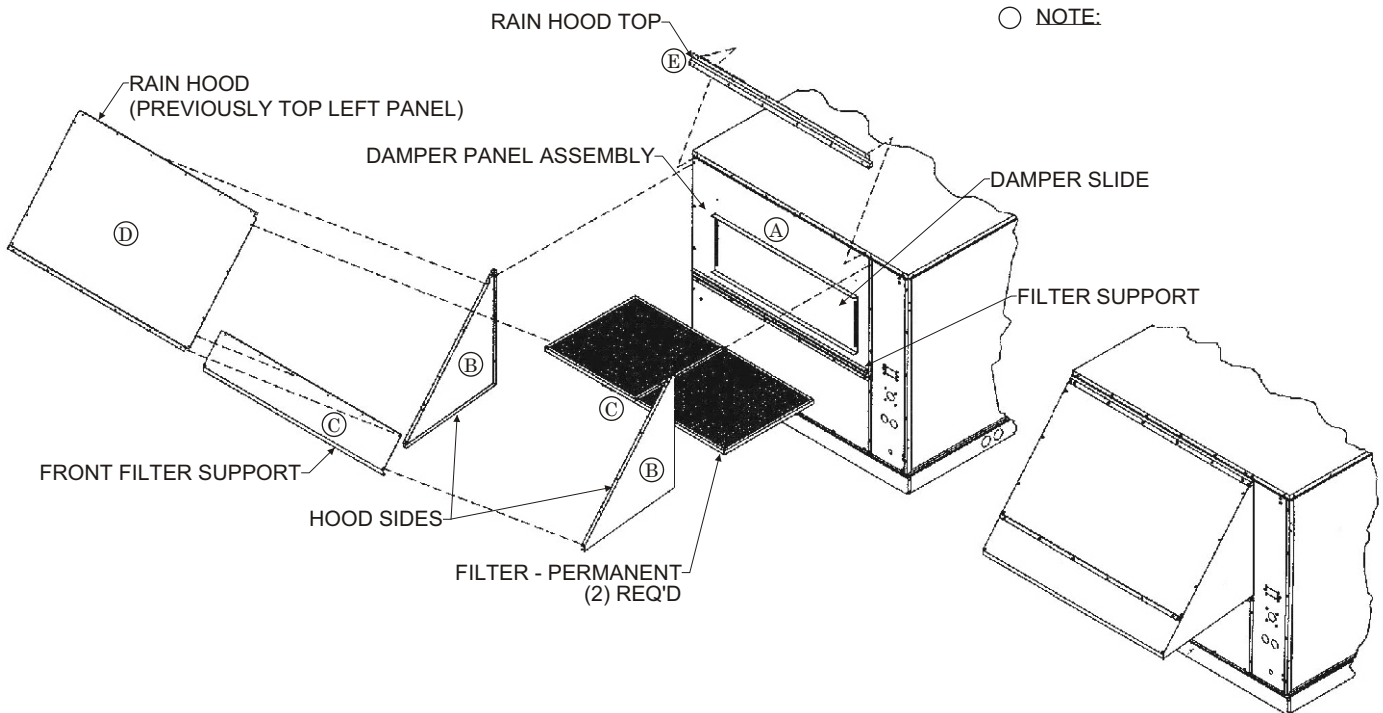 RAIN HOOD TOP
NOTE:
E
RAIN HOOD
(PREVIOUSLY TOP LEFT PANEL)
DAMPER PANEL ASSEMBLY
DAMPER SLIDE
D
A
FILTER SUPPORT
B
C
C
FRONT FILTER SUPPORT
B
HOOD SIDES
FILTER - PERMANENT
(2) REQ'D